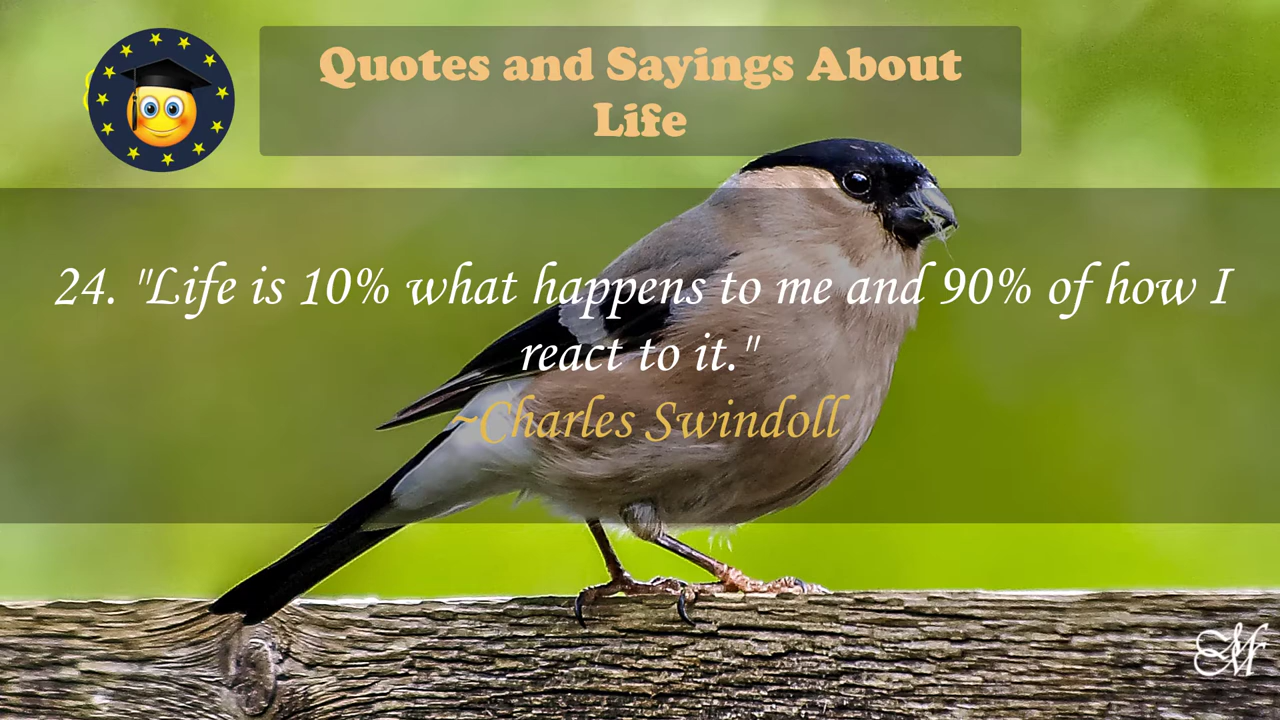 Quotes and Sayings About
Life
24. "Life is 10% what happens to me and 90% of how I
react to it."
~Charles Swindoll